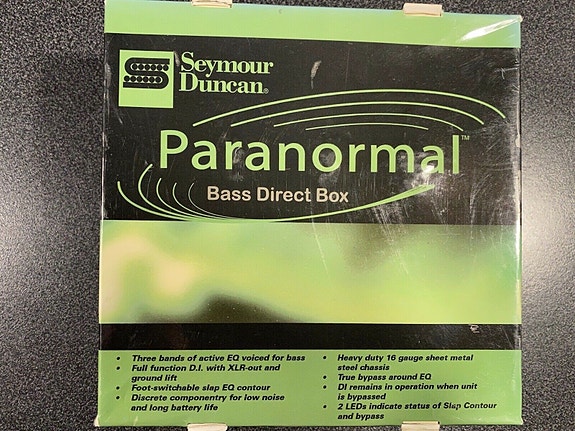 Seymour
Duncan®
Paranormal™
Bass Direct Box
• Three bands of active EQ voiced for bass
• Full function D.I. with XLR-out and
ground lift
• Foot-switchable slap EQ contour
• Discrete componentry for low noise
and long battery life
• Heavy duty 16 gauge sheet metal
steel chassis
• True bypass around EQ
• DI remains in operation when unit
is bypassed
• 2 LEDs indicate status of Slap Contour
and bypass